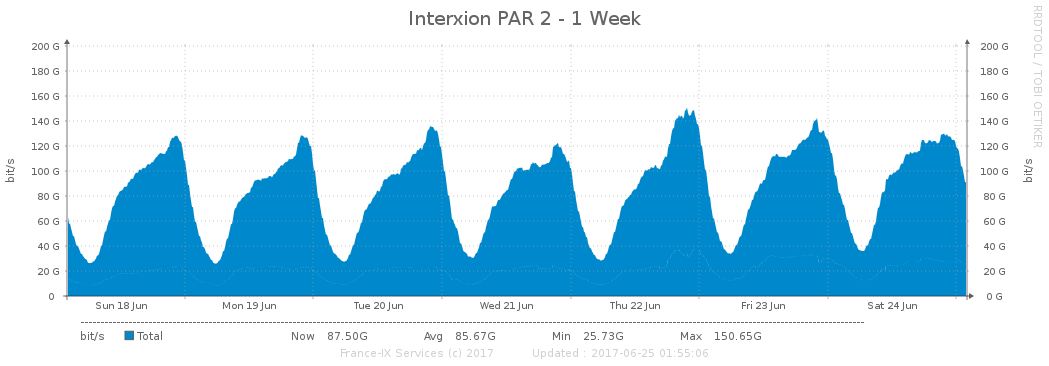 Interxion PAR 2 - 1 Week
RRDTOOL / TOBI OETIKER
200 G 200 G
180 G 180 G
160 G 160 G
140 G 140 G
120 G 120 G
100 G 100 G
80 G 80 G
60 G 60 G
40 G 40 G
20 G 20 G
0 0 G
bit/s
bit/s
Sun 18 Jun Mon 19 Jun Tue 20 Jun Wed 21 Jun Thu 22 Jun Fri 23 Jun Sat 24 Jun
bit/s Total Now 87.50G Avg 85.67G Min 25.73G Max 150.65G
France-IX Services (c) 2017 Updated : 2017-06-25 01:55:06